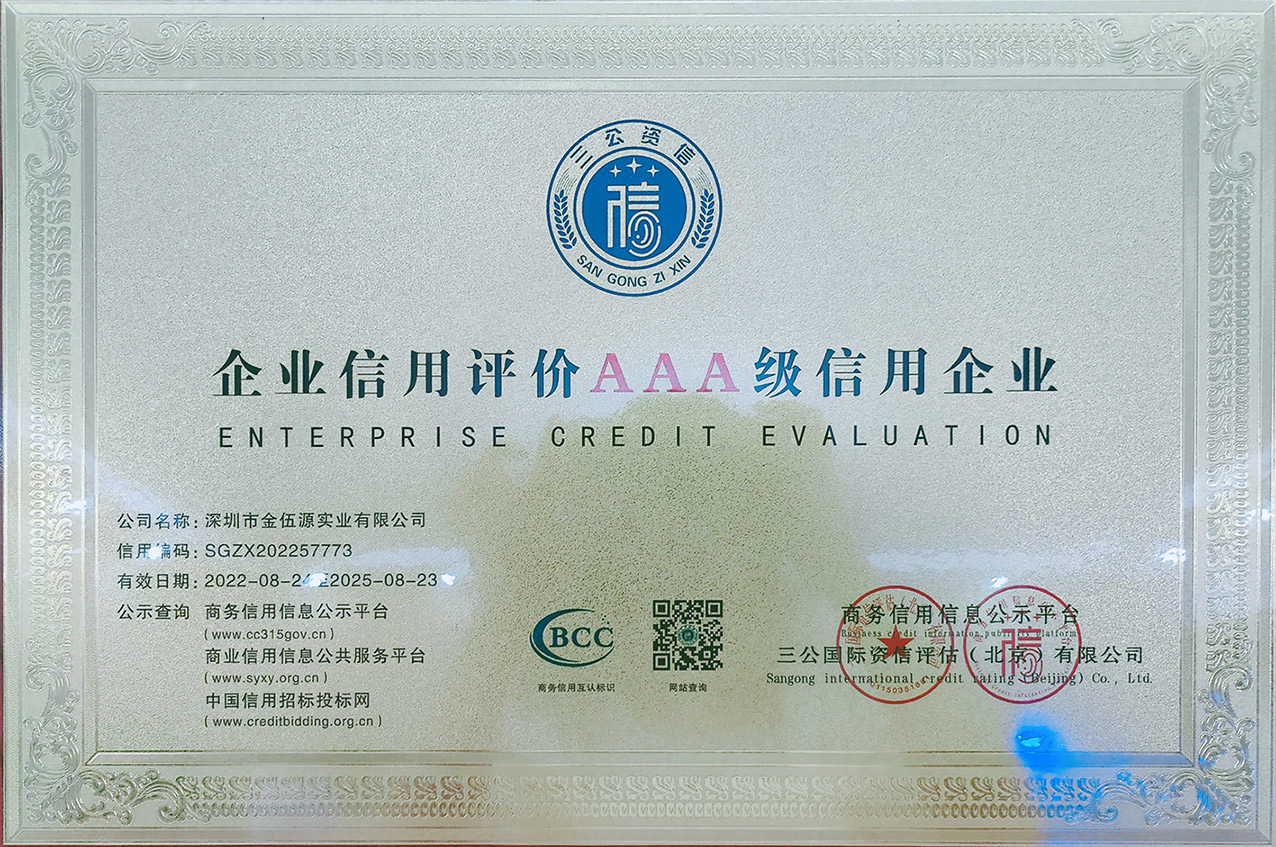 三公资信
SAN GONG ZI XIN
企业信用评价AAA级信用企业
ENTERPRISE CREDIT EVALUATION
公司名称：深圳市金伍源实业有限公司
信用编码：SGZX202257773
有效日期：2022-08-24至2025-08-23
公示查询 商务信用信息公示平台
(www.cc315gov.cn)
商业信用信息公共服务平台
(www.syxy.org.cn)
中国信用招标投标网
(www.creditbidding.org.cn)
BCC
商务信用互认标识
网站查询
商务信用信息公示平台
Business credit information publicity platform
三公国际资信评估（北京）有限公司
Sangong international credit rating (Beijing) Co., Ltd.